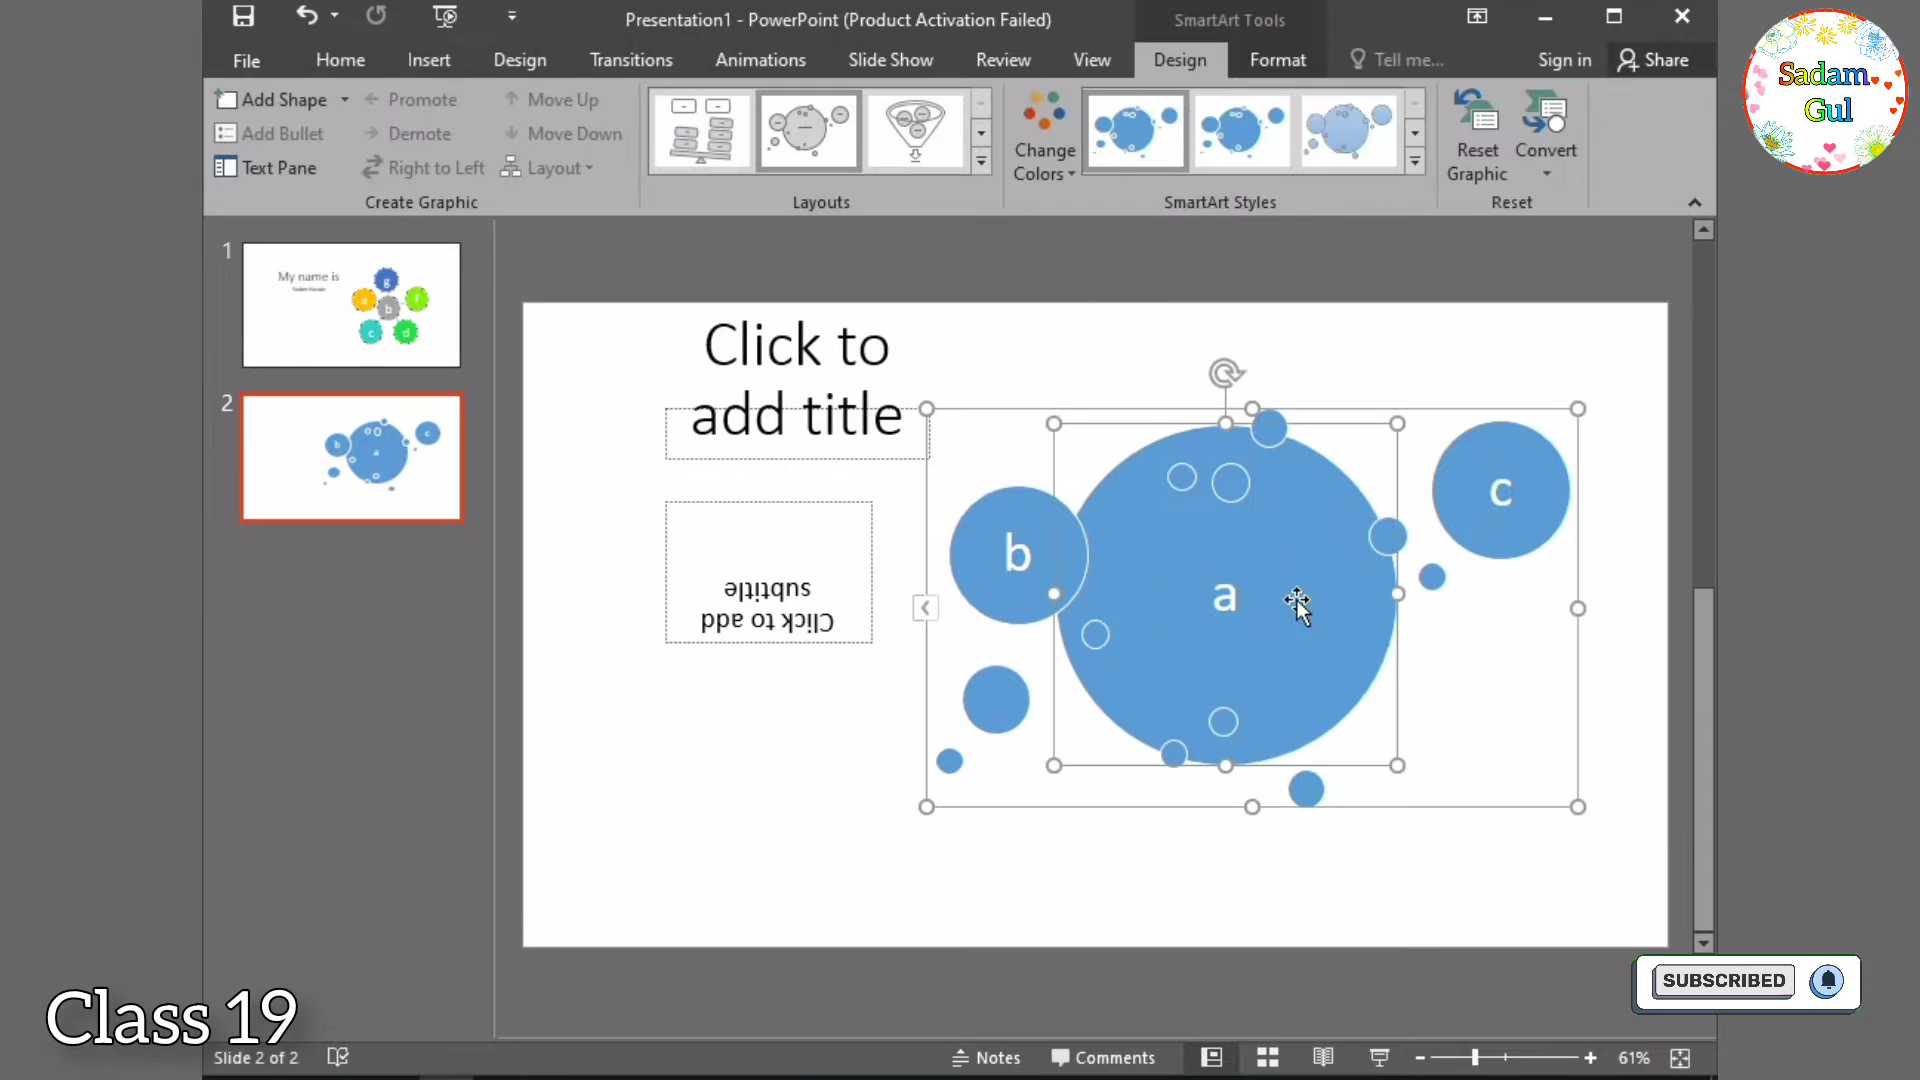 Presentation1 - PowerPoint (Product Activation Failed)
SmartArt Tools
File Home Insert Design Transitions Animations Slide Show Review View Design Format Tell me... Sign in Share
Add Shape Promote Move Up
Add Bullet Demote Move Down
Text Pane Right to Left Layout
Create Graphic
Layouts
Change
Colors
SmartArt Styles
Reset
Graphic
Convert
Reset
Sadam
Gul
1
My name is
g
a
f
b
c
d
2
b
a
c
Click to
add title
Click to add
subtitle
b
a
c
SUBSCRIBED
Class 19
Slide 2 of 2
Notes
Comments
61%